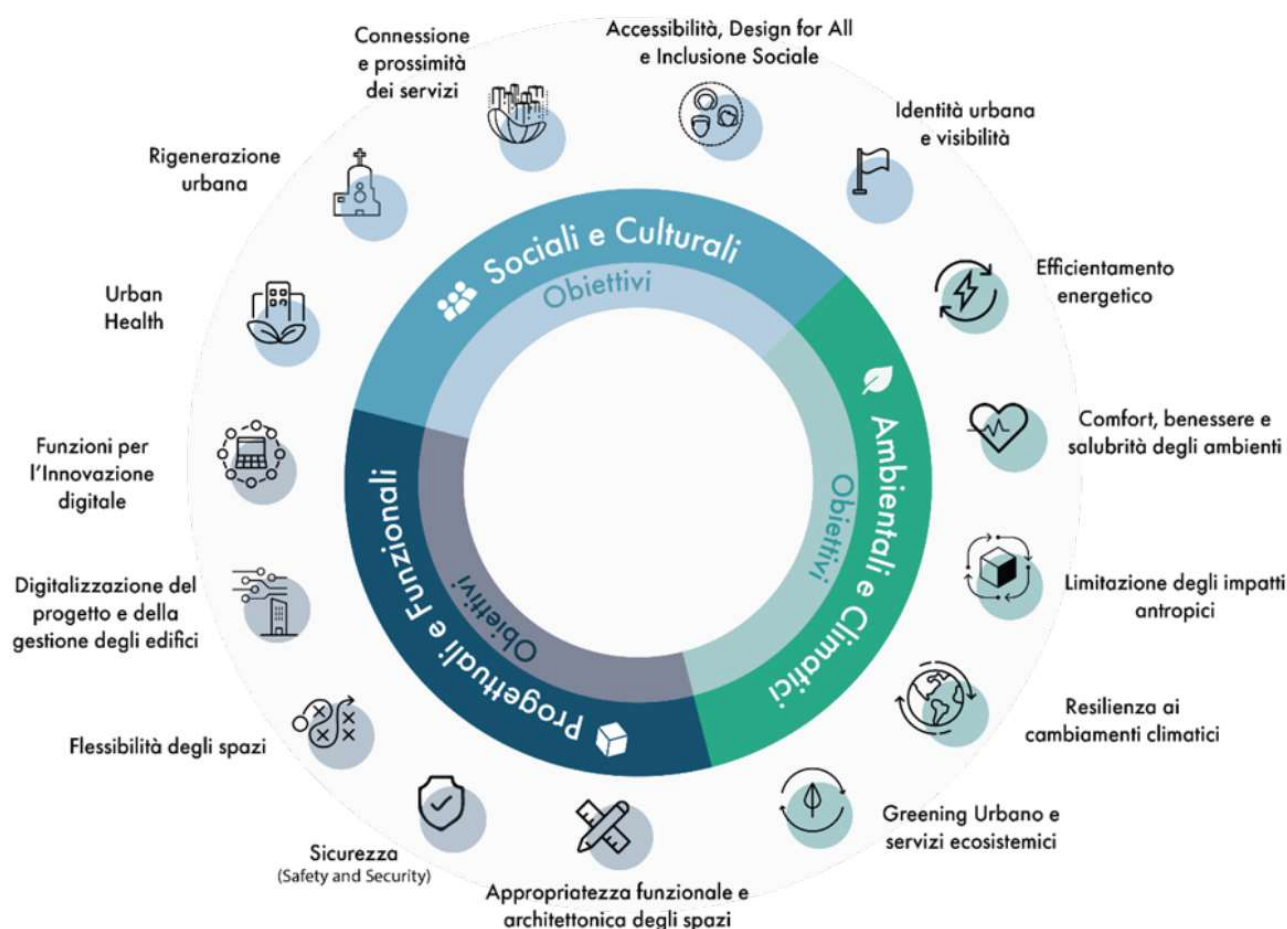 Connessione
e prossimità
dei servizi
Accessibilità, Design for All
e Inclusione Sociale
Identità urbana
e visibilità
Rigenerazione
urbana
Urban
Health
Funzioni per
l'Innovazione
digitale
Digitalizzazione del
progetto e della
gestione degli edifici
Flessibilità degli spazi
Sicurezza
(Safety and Security)
Appropriatezza funzionale e
architettonica degli spazi
Efficientamento
energetico
Comfort, benessere e
salubrità degli ambienti
Limitazione degli impatti
antropici
Resilienza ai
cambiamenti climatici
Greening Urbano e
servizi ecosistemici
Sociali e Culturali
Obiettivi
Ambientali e Climatici
Obiettivi
Progettuali e Funzionali
Obiettivi